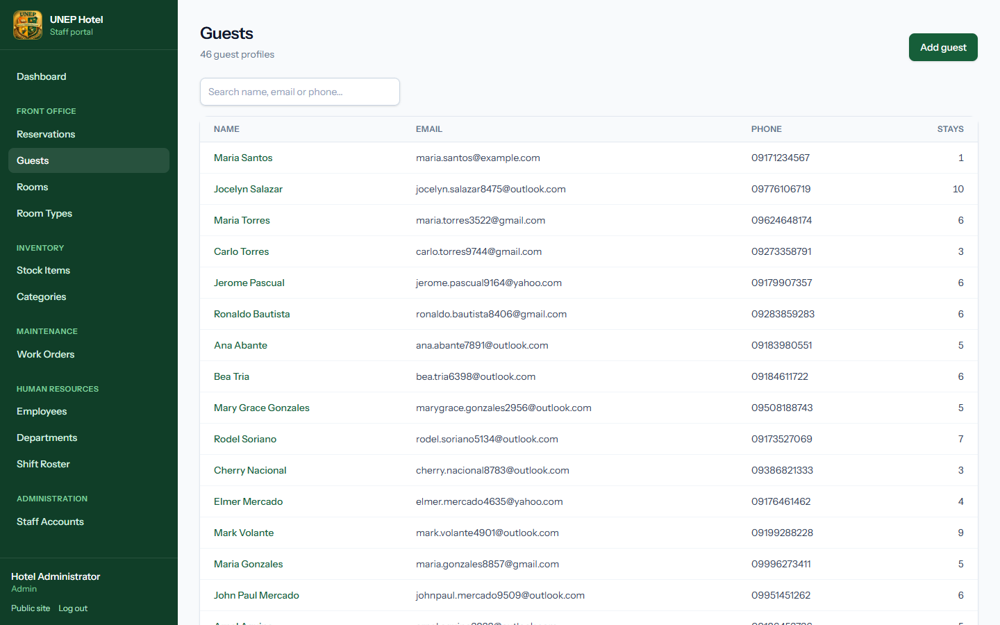 UNEP
UNEP Hotel
Staff portal
Dashboard
FRONT OFFICE
Reservations
Guests
Rooms
Room Types
INVENTORY
Stock Items
Categories
MAINTENANCE
Work Orders
HUMAN RESOURCES
Employees
Departments
Shift Roster
ADMINISTRATION
Staff Accounts
Hotel Administrator
Admin
Public site Log out
Guests
46 guest profiles
Add guest
Search name, email or phone...
NAME EMAIL PHONE STAYS
Maria Santos maria.santos@example.com 09171234567 1
Jocelyn Salazar jocelyn.salazar8475@outlook.com 09776106719 10
Maria Torres maria.torres3522@gmail.com 09624648174 6
Carlo Torres carlo.torres9744@gmail.com 09273358791 3
Jerome Pascual jerome.pascual9164@yahoo.com 09179907357 6
Ronaldo Bautista ronaldo.bautista8406@gmail.com 09283859283 6
Ana Abante ana.abante7891@outlook.com 09183980551 5
Bea Tria bea.tria6398@outlook.com 09184611722 6
Mary Grace Gonzales marygrace.gonzales2956@outlook.com 09508188743 5
Rodel Soriano rodel.soriano5134@outlook.com 09173527069 7
Cherry Nacional cherry.nacional8783@outlook.com 09386821333 3
Elmer Mercado elmer.mercado4635@yahoo.com 09176461462 4
Mark Volante mark.volante4901@outlook.com 09199288228 9
Maria Gonzales maria.gonzales8857@gmail.com 09996273411 5
John Paul Mercado johnpaul.mercado9509@outlook.com 09951451262 6